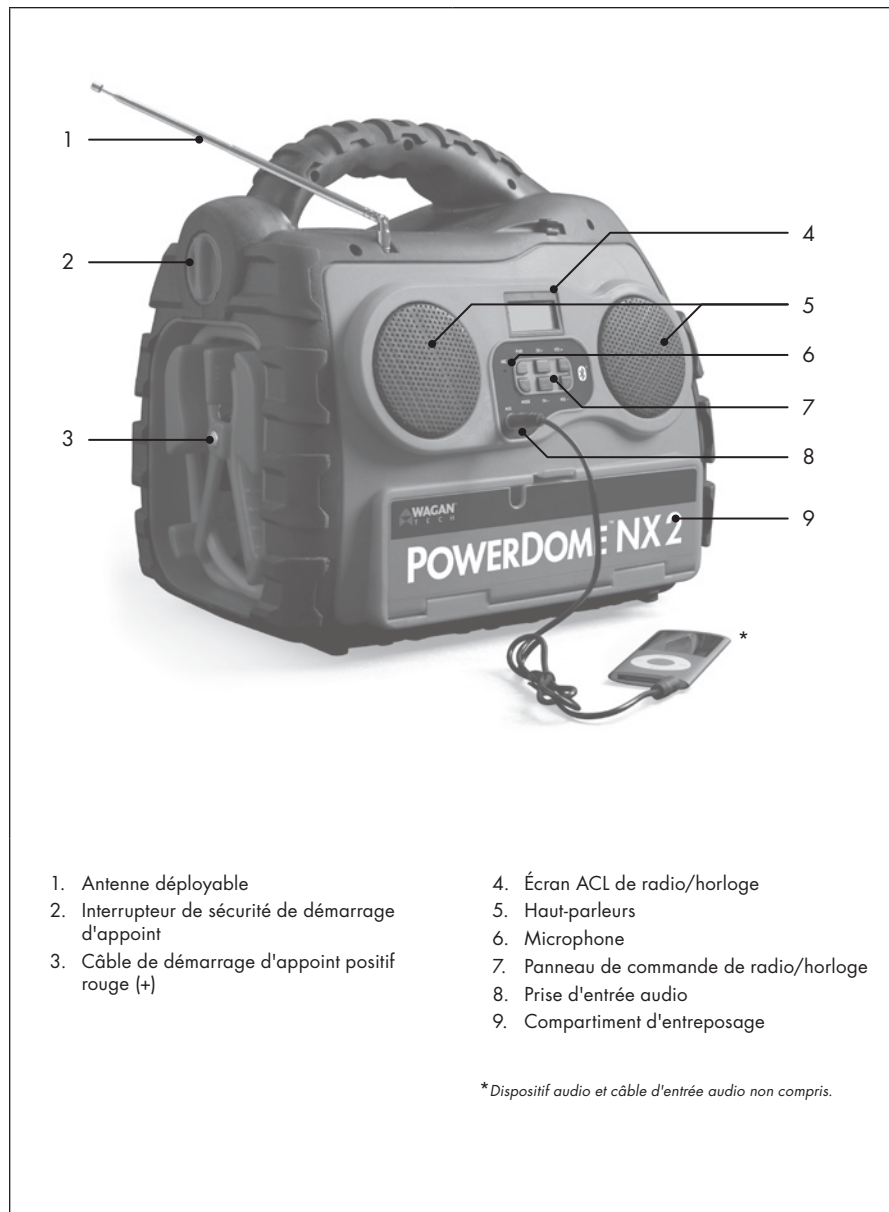 1
2
3
4
5
6
7
8
9
WAGAN
TECH
POWERDOME™ NX2
*
1. Antenne déployable
2. Interrupteur de sécurité de démarrage
d'appoint
3. Câble de démarrage d'appoint positif
rouge (+)
4. Écran ACL de radio/horloge
5. Haut-parleurs
6. Microphone
7. Panneau de commande de radio/horloge
8. Prise d'entrée audio
9. Compartiment d'entreposage
*Dispositif audio et câble d'entrée audio non compris.